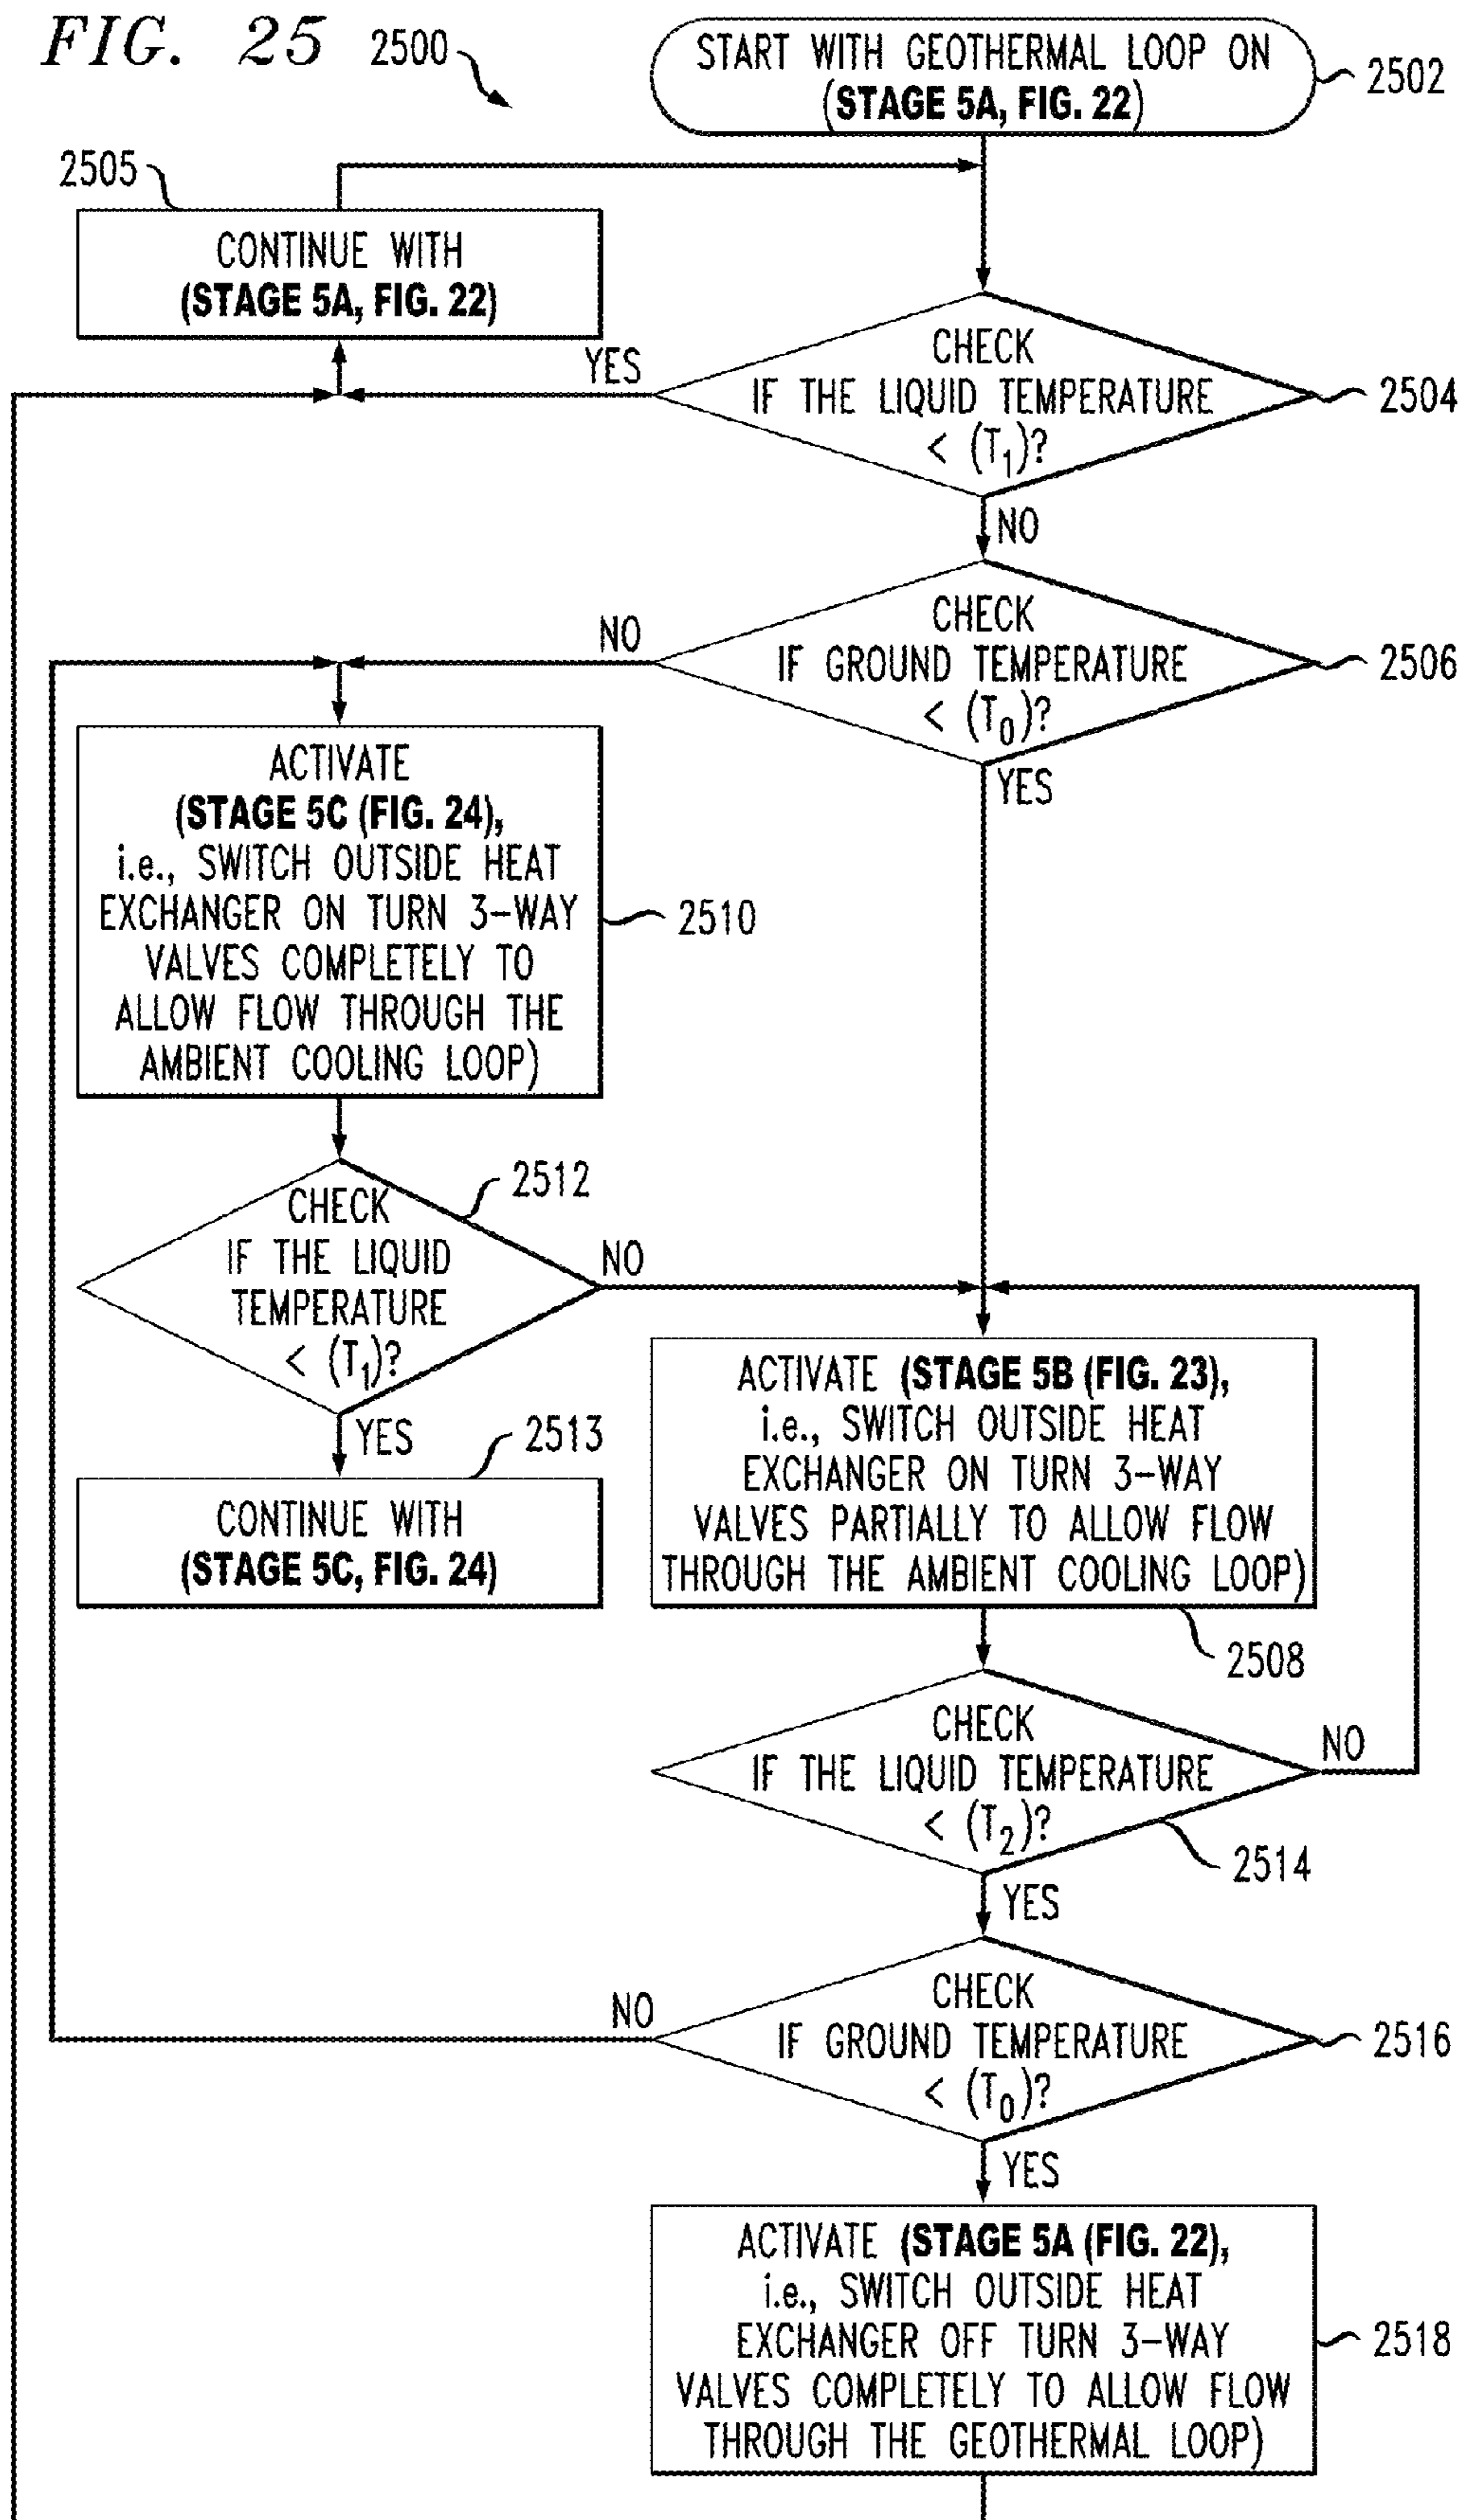 FIG. 25
2500
START WITH GEOTHERMAL LOOP ON
(STAGE 5A, FIG. 22)
2502
2505
CONTINUE WITH
(STAGE 5A, FIG. 22)
YES
CHECK
IF THE LIQUID TEMPERATURE
< (T1)?
2504
NO
CHECK
IF GROUND TEMPERATURE
< (T0)?
2506
NO
YES
ACTIVATE
(STAGE 5C (FIG. 24),
i.e., SWITCH OUTSIDE HEAT
EXCHANGER ON TURN 3-WAY
VALVES COMPLETELY TO
ALLOW FLOW THROUGH THE
AMBIENT COOLING LOOP)
2510
2512
CHECK
IF THE LIQUID
TEMPERATURE
< (T1)?
NO
YES
2513
CONTINUE WITH
(STAGE 5C, FIG. 24)
ACTIVATE (STAGE 5B (FIG. 23),
i.e., SWITCH OUTSIDE HEAT
EXCHANGER ON TURN 3-WAY
VALVES PARTIALLY TO ALLOW FLOW
THROUGH THE AMBIENT COOLING LOOP)
2508
CHECK
IF THE LIQUID TEMPERATURE
< (T2)?
NO
2514
YES
CHECK
IF GROUND TEMPERATURE
< (T0)?
NO
2516
YES
ACTIVATE (STAGE 5A (FIG. 22),
i.e., SWITCH OUTSIDE HEAT
EXCHANGER OFF TURN 3-WAY
VALVES COMPLETELY TO ALLOW FLOW
THROUGH THE GEOTHERMAL LOOP)
2518